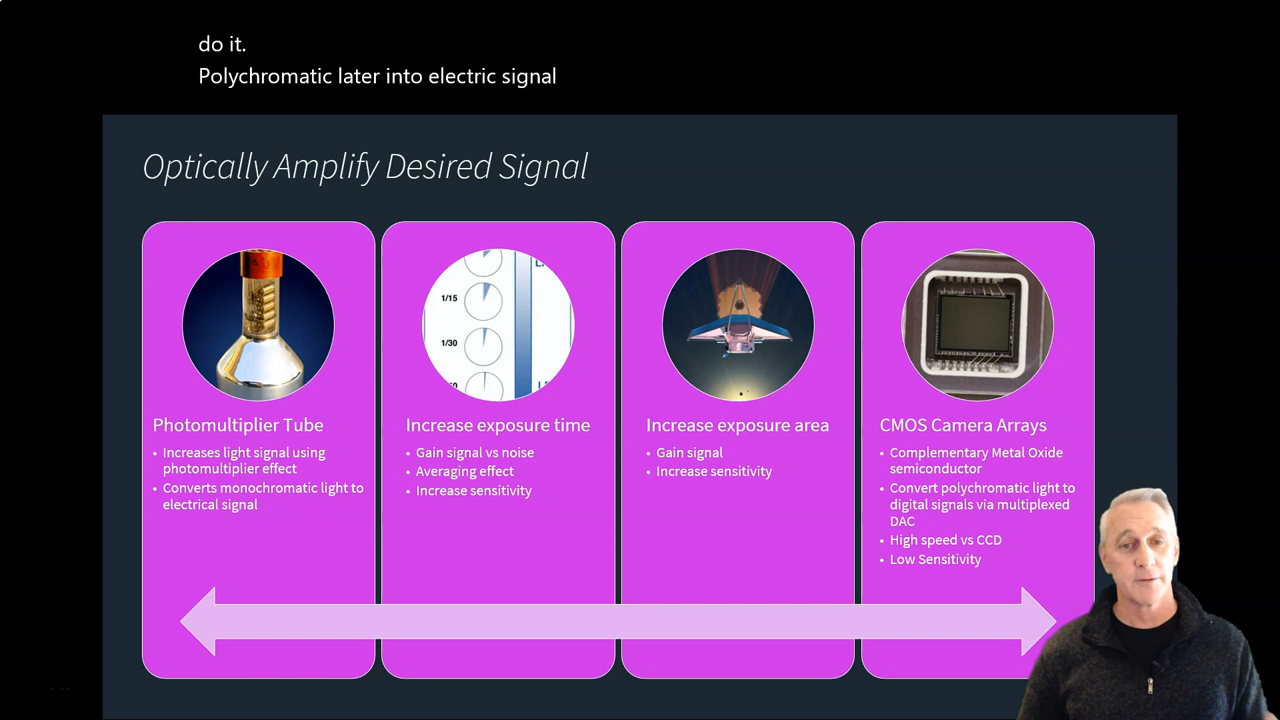 do it.
Polychromatic later into electric signal
Optically Amplify Desired Signal
1/15
1/30
Photomultiplier Tube
• Increases light signal using
photomultiplier effect
• Converts monochromatic light to
electrical signal
Increase exposure time
• Gain signal vs noise
• Averaging effect
• Increase sensitivity
Increase exposure area
• Gain signal
• Increase sensitivity
CMOS Camera Arrays
• Complementary Metal Oxide
semiconductor
• Convert polychromatic light to
digital signals via multiplexed
DAC
• High speed vs CCD
• Low Sensitivity